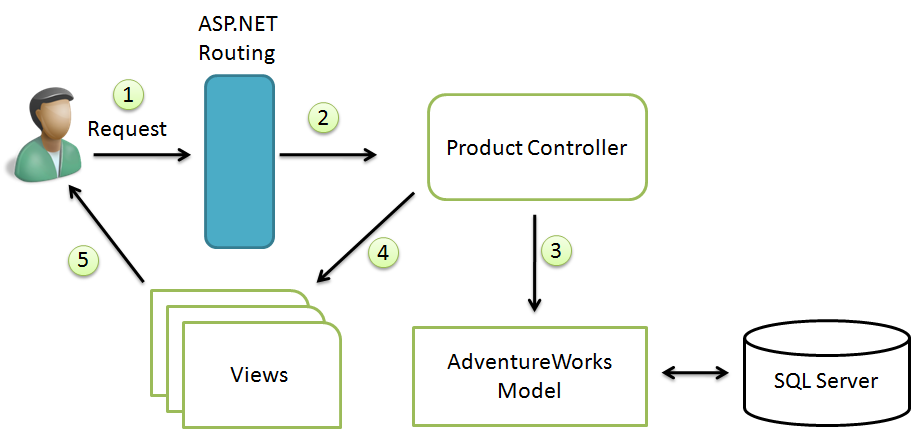 ASP.NET
Routing
1
Request
2
Product Controller
5
4
3
Views
AdventureWorks
Model
SQL Server